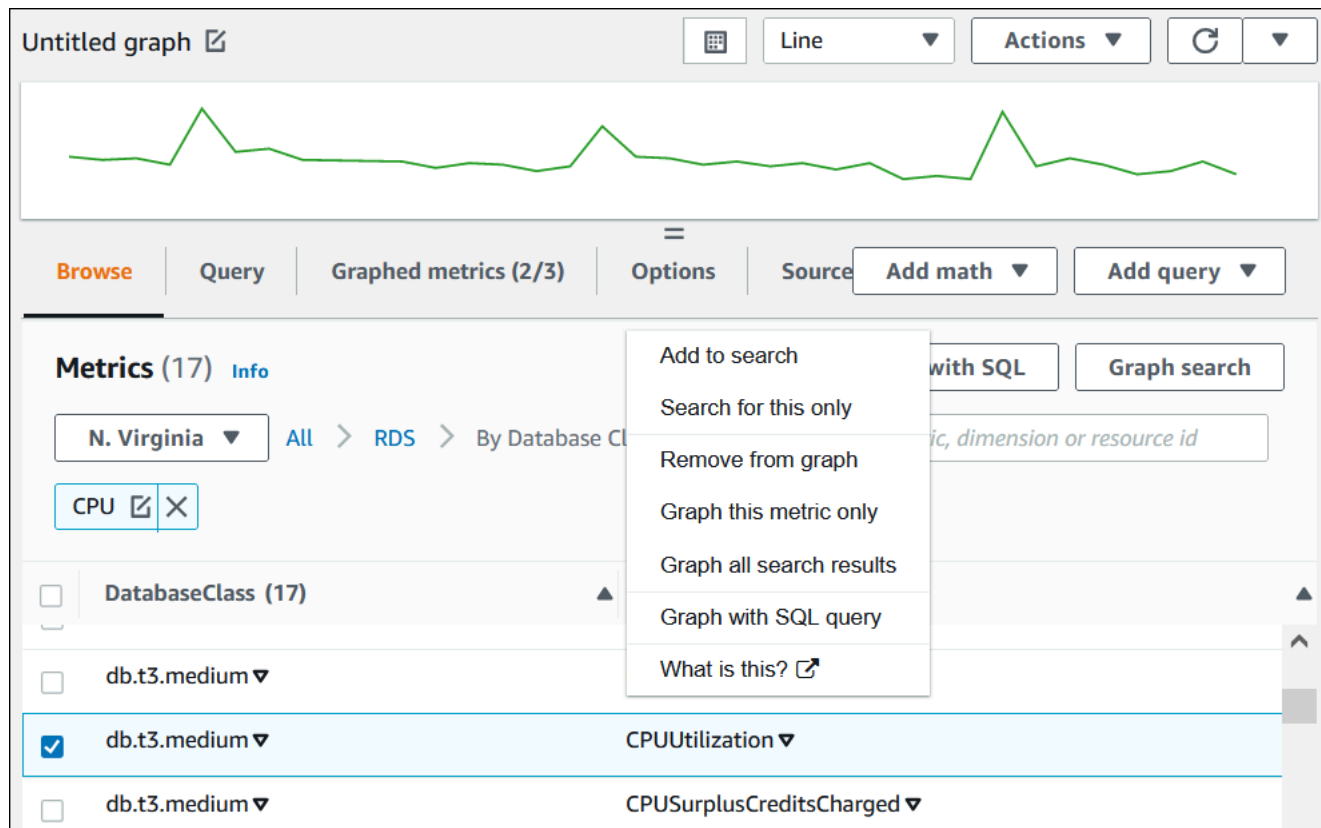 Untitled graph
Line
Actions
Browse
Query
Graphed metrics (2/3)
Options
Source
Add math
Add query
Metrics (17) Info
with SQL
Graph search
N. Virginia
All
RDS
By Database Cl
ic, dimension or resource id
CPU
Add to search
Search for this only
Remove from graph
Graph this metric only
Graph all search results
Graph with SQL query
What is this?
DatabaseClass (17)
db.t3.medium
db.t3.medium
CPUUtilization
db.t3.medium
CPUSurplusCreditsCharged